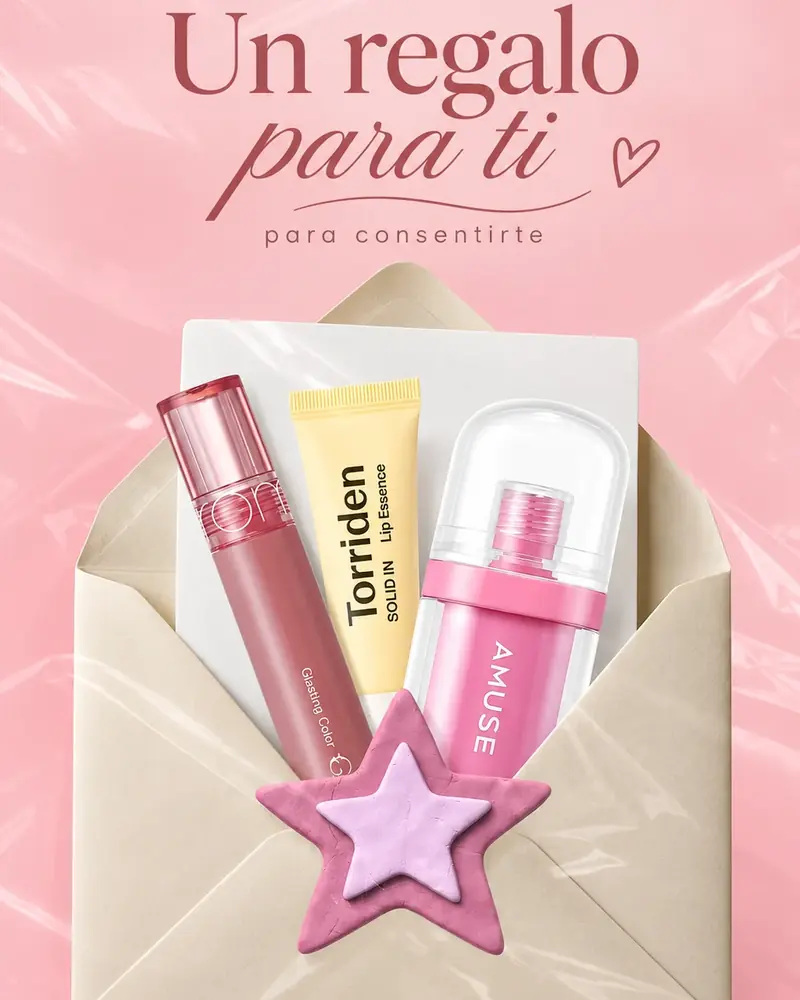 Un regalo
para ti
para consentirte
Torriden
SOLID IN Lip Essence
Glasting Color
AMUSE